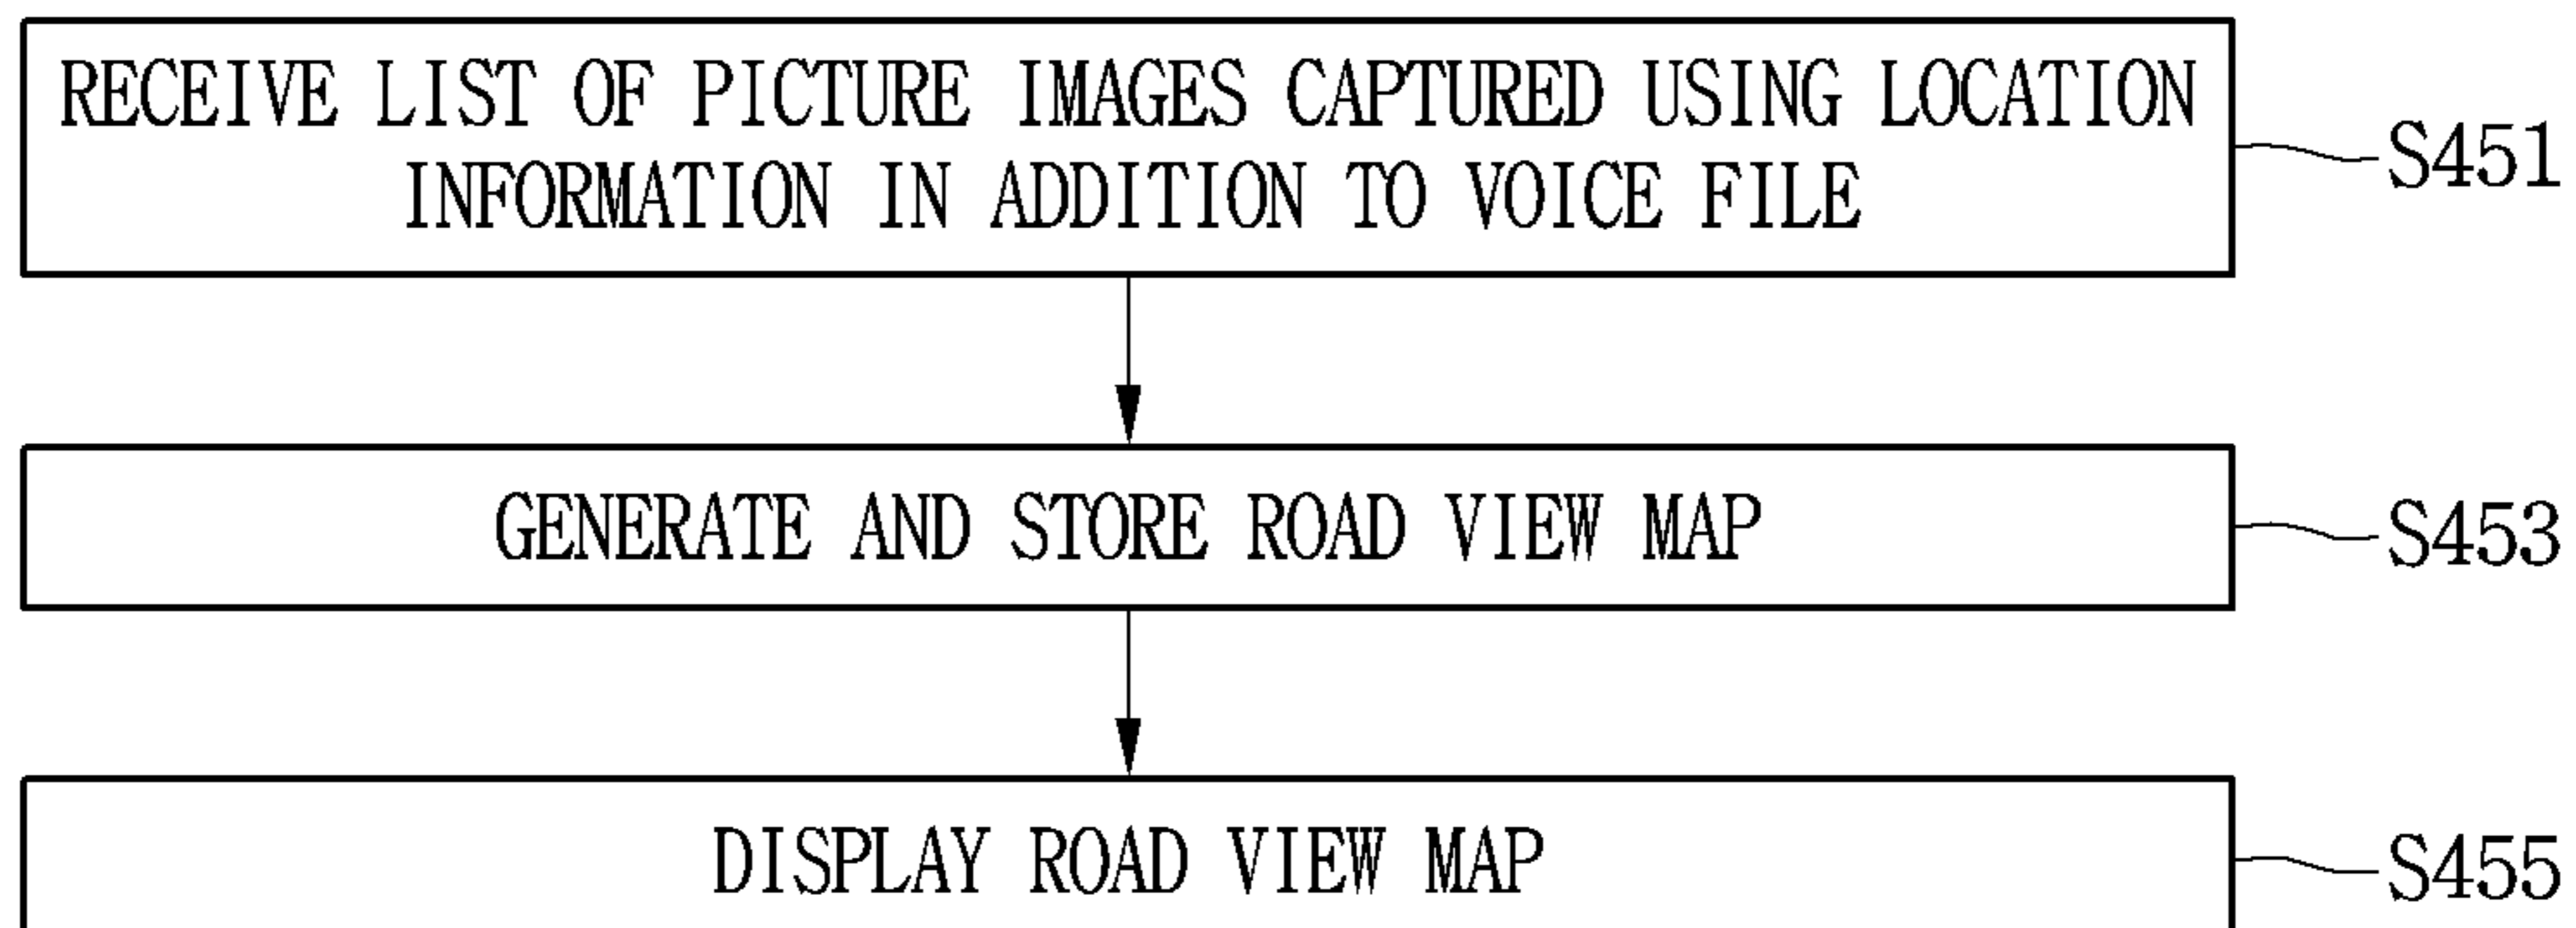 RECEIVE LIST OF PICTURE IMAGES CAPTURED USING LOCATION
INFORMATION IN ADDITION TO VOICE FILE
S451
GENERATE AND STORE ROAD VIEW MAP
S453
DISPLAY ROAD VIEW MAP
S455